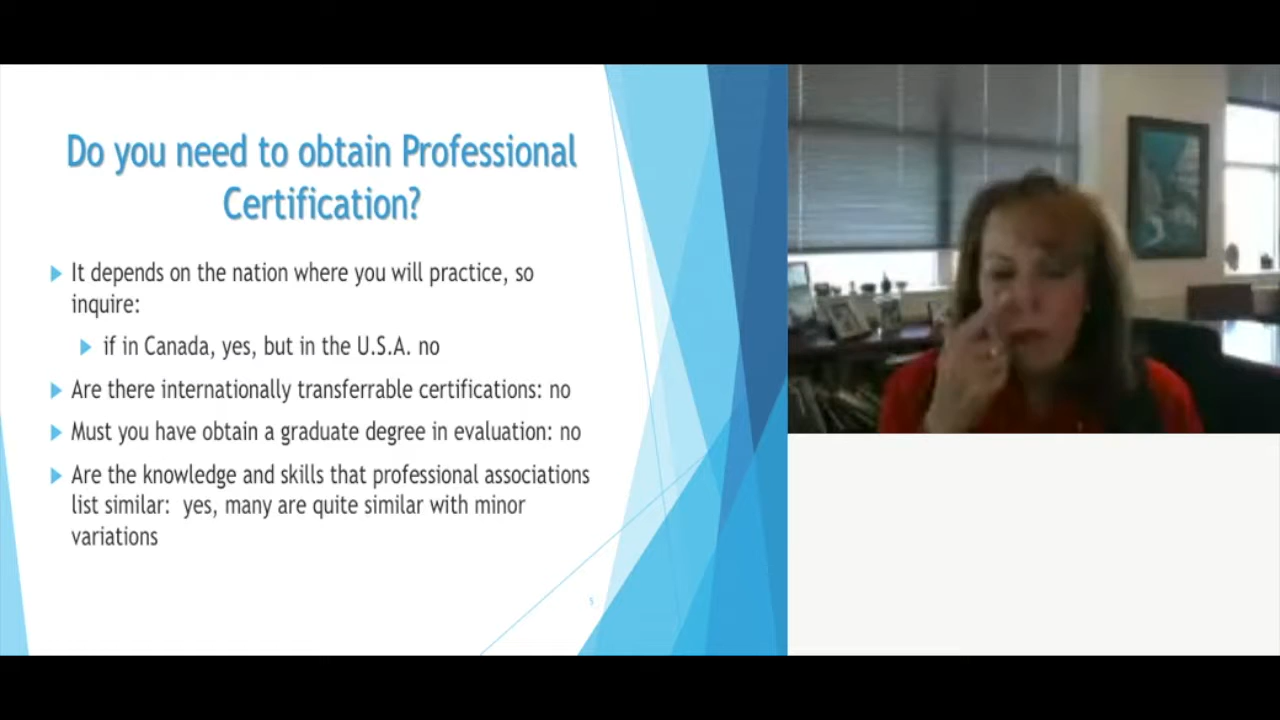 Do you need to obtain Professional
Certification?
It depends on the nation where you will practice, so
inquire:
if in Canada, yes, but in the U.S.A. no
Are there internationally transferrable certifications: no
Must you have obtain a graduate degree in evaluation: no
Are the knowledge and skills that professional associations
list similar:  yes, many are quite similar with minor
variations
5